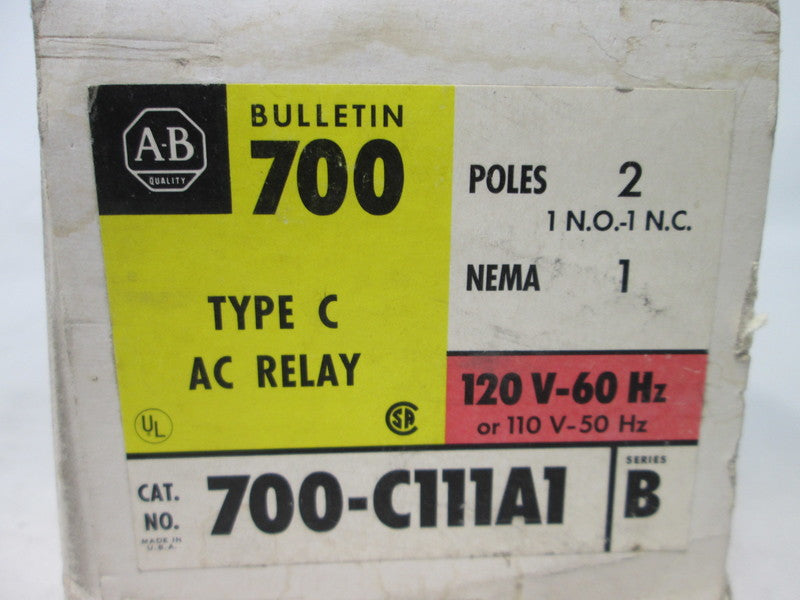 A-B
QUALITY
BULLETIN
700
TYPE C
AC RELAY
UL
SA
POLES 2
1 N.O.-1 N.C.
NEMA 1
120 V-60 Hz
or 110 V-50 Hz
CAT.
NO.
700-C111A1
SERIES
B
MADE IN
U.S.A.